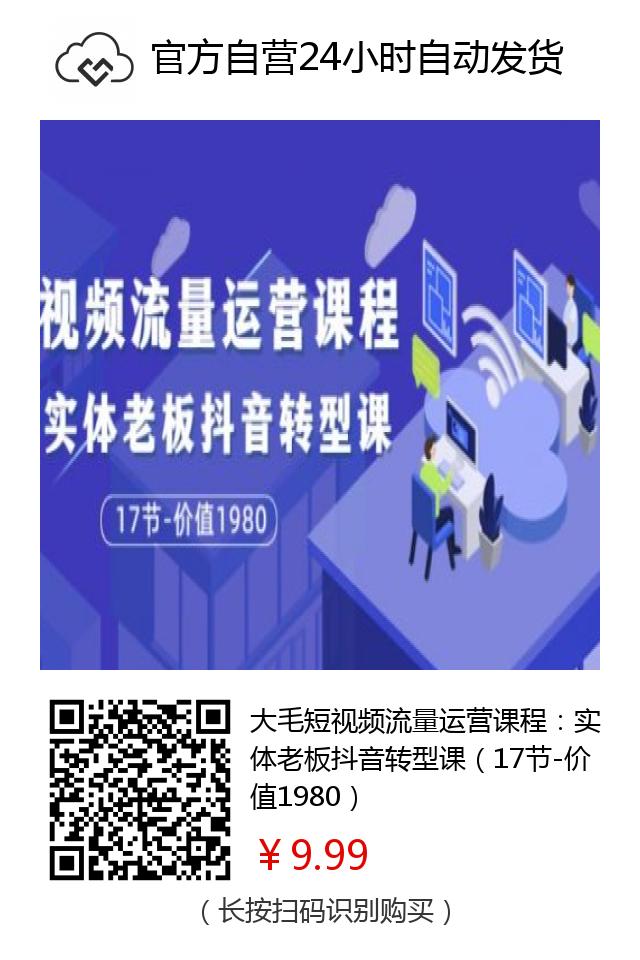 官方自营24小时自动发货
视频流量运营课程
实体老板抖音转型课
17节-价值1980
大毛短视频流量运营课程：实
体老板抖音转型课（17节-价
值1980）
￥9.99
（长按扫码识别购买）